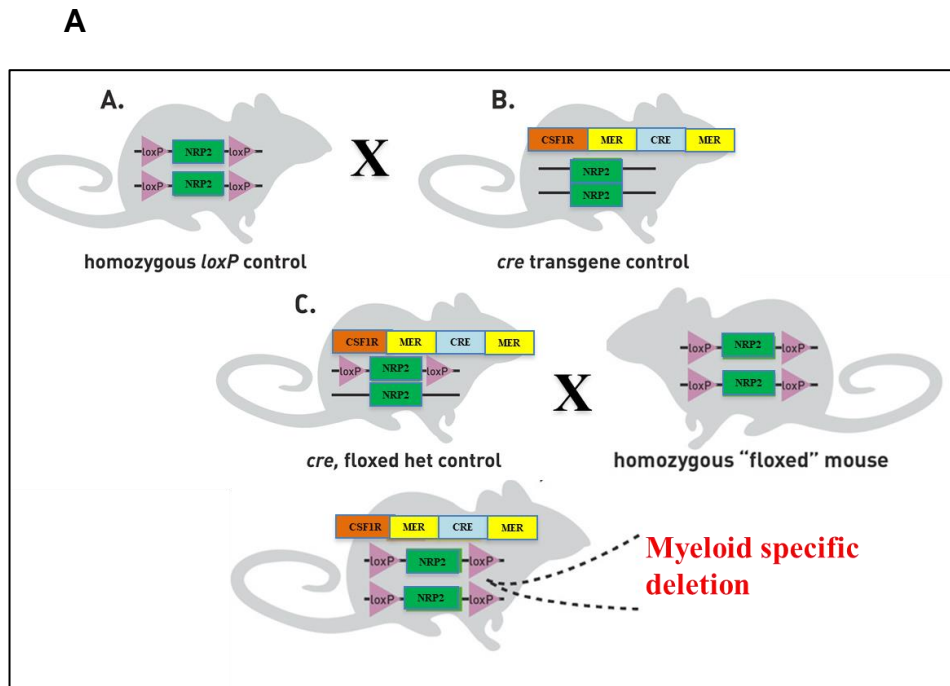 A
A.
B.
loxP NRP2 loxP
loxP NRP2 loxP
X
CSF1R MER CRE MER
NRP2
NRP2
homozygous loxP control
cre transgene control
C.
CSF1R MER CRE MER
loxP NRP2 loxP
NRP2
X
loxP NRP2 loxP
loxP NRP2 loxP
cre, floxed het control
homozygous “floxed” mouse
CSF1R MER CRE MER
loxP NRP2 loxP
loxP NRP2 loxP
Myeloid specific
deletion